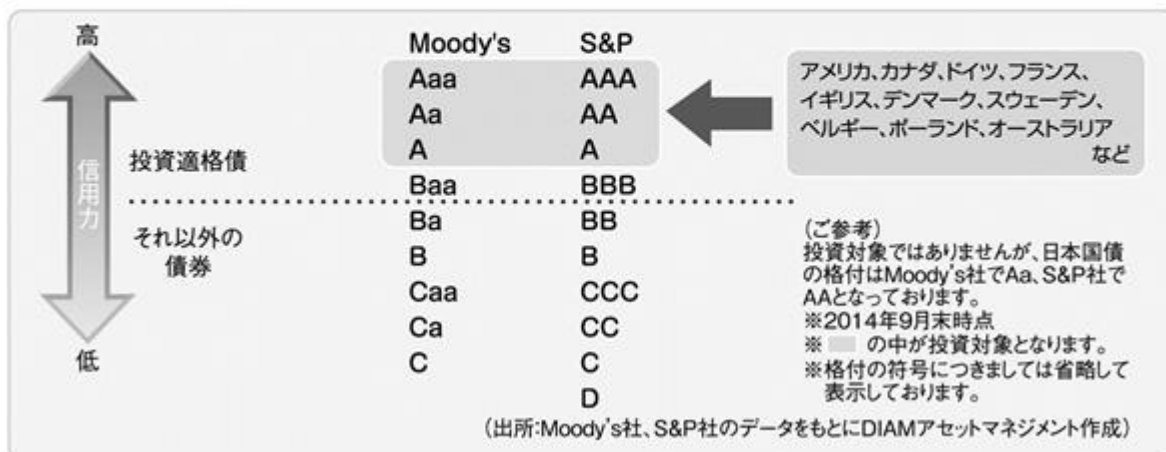 高
信用力
低
投資適格債
それ以外の
債券
Moody's S&P
Aaa AAA
Aa AA
A A
Baa BBB
Ba BB
B B
Caa CCC
Ca CC
C C
D
アメリカ、カナダ、ドイツ、フランス、
イギリス、デンマーク、スウェーデン、
ベルギー、ポーランド、オーストラリア
など
(ご参考)
投資対象ではありませんが、日本国債
の格付はMoody's社でAa、S&P社で
AAとなっております。
※2014年9月末時点
※ の中が投資対象となります。
※格付の符号につきましては省略して
表示しております。
(出所:Moody's社、S&P社のデータをもとにDIAMアセットマネジメント作成)